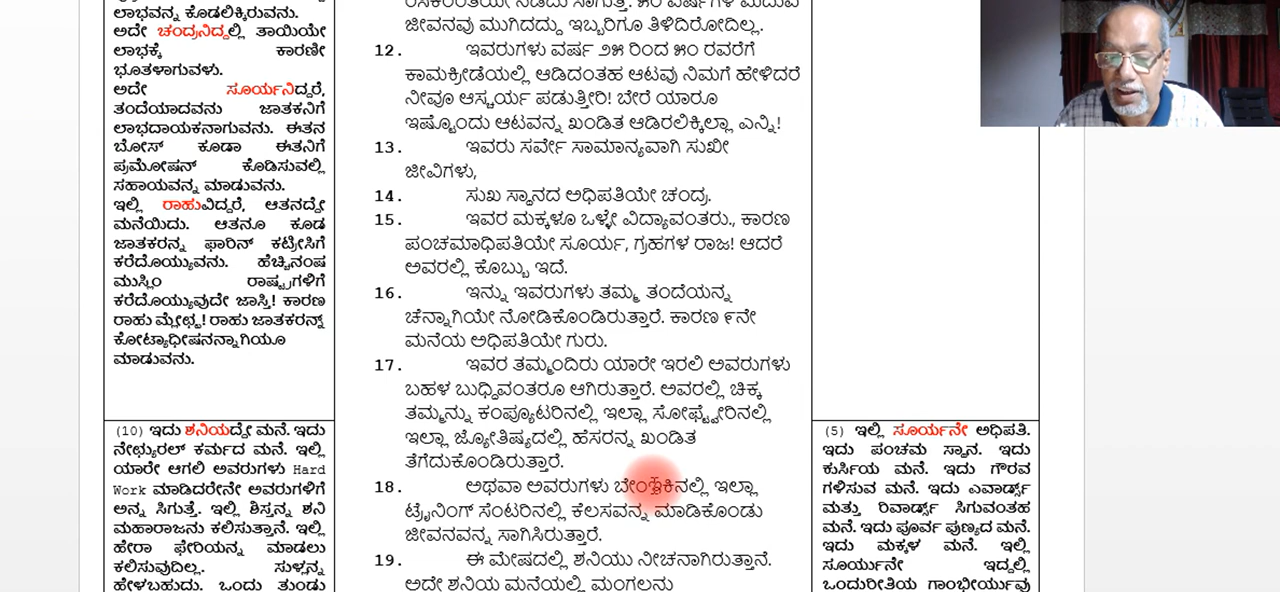 ಲಾಭವನ್ನ ಕೊಡಲಿಕ್ಕಿರುವನು.
ಅದೇ ಚಂದ್ರನಿದ್ದಲ್ಲಿ ತಾಯಿಯೇ
ಲಾಭಕ್ಕೆ ಕಾರಣೀ
ಭೂತಳಾಗುವಳು.
ಅದೇ ಸೂರ್ಯನಿದ್ದರೆ,
ತಂದೆಯಾದವನು ಜಾತಕನಿಗೆ
ಲಾಭದಾಯಕನಾಗುವನು. ಈತನ
ಬೋಸ್ ಕೂಡಾ ಈತನಿಗೆ
ಪ್ರಮೋಷನ್ ಕೊಡಿಸುವಲ್ಲಿ
ಸಹಾಯವನ್ನ ಮಾಡುವನು.
ಇಲ್ಲಿ ರಾಹುವಿದ್ದರೆ, ಆತನದ್ದೇ
ಮನೆಯಿದು. ಆತನೂ ಕೂಡ
ಜಾತಕರನ್ನ ಫಾರಿನ್ ಕಟ್ರೀಸಿಗೆ
ಕರೆದೊಯ್ಯುವನು. ಹೆಚ್ಚಿನಂಷ
ಮುಸ್ಲಿಂ ರಾಷ್ಟ್ರಗಳಿಗೆ
ಕರೆದೊಯ್ಯುವುದೇ ಜಾಸ್ತಿ! ಕಾರಣ
ರಾಹು ಮ್ಲೇಛ್ಛ! ರಾಹು ಜಾತಕರನ್ನ್
ಕೋಟ್ಯಾಧೀಷನನ್ನಾಗಿಯೂ
ಮಾಡುವನು.
(10) ಇದು ಶನಿಯದ್ದೇ ಮನೆ. ಇದು
ನೇಛ್ಯುರಲ್ ಕರ್ಮದ ಮನೆ. ಇಲ್ಲಿ
ಯಾರೇ ಆಗಲಿ ಅವರುಗಳು Hard
Work ಮಾಡಿದರೇನೇ ಅವರುಗಳಿಗೆ
ಅನ್ನ ಸಿಗುತ್ತೆ. ಇಲ್ಲಿ ಶಿಸ್ತನ್ನ ಶನಿ
ಮಹಾರಾಜನು ಕಲಿಸುತ್ತಾನೆ. ಇಲ್ಲಿ
ಹೇರಾ ಫೇರಿಯನ್ನ ಮಾಡಲು
ಕಲಿಸುವುದಿಲ್ಲ. ಸುಳ್ಳನ್ನ
ಹೇಳಬಹುದು. ಒಂದು ತುಂಡು
ಜೀವನವು ಮುಗಿದದ್ದು ಇಬ್ಬರಿಗೂ ತಿಳಿದಿರೋದಿಲ್ಲ.
12. ಇವರುಗಳು ವರ್ಷ ೨೫ ರಿಂದ ೫೦ ರವರೆಗೆ
ಕಾಮಕ್ರೀಡೆಯಲ್ಲಿ ಆಡಿದಂತಹ ಆಟವು ನಿಮಗೆ ಹೇಳಿದರೆ
ನೀವೂ ಆಸ್ಚರ್ಯ ಪಡುತ್ತೀರಿ! ಬೇರೆ ಯಾರೂ
ಇಷ್ಟೊಂದು ಆಟವನ್ನ ಖಂಡಿತ ಆಡಿರಲಿಕ್ಕಿಲ್ಲಾ ಎನ್ನಿ!
13. ಇವರು ಸರ್ವೇ ಸಾಮಾನ್ಯವಾಗಿ ಸುಖೀ
ಜೀವಿಗಳು,
14. ಸುಖ ಸ್ಥಾನದ ಅಧಿಪತಿಯೇ ಚಂದ್ರ.
15. ಇವರ ಮಕ್ಕಳೂ ಒಳ್ಳೇ ವಿದ್ಯಾವಂತರು., ಕಾರಣ
ಪಂಚಮಾಧಿಪತಿಯೇ ಸೂರ್ಯ, ಗ್ರಹಗಳ ರಾಜ! ಆದರೆ
ಅವರಲ್ಲಿ ಕೊಬ್ಬು ಇದೆ.
16. ಇನ್ನು ಇವರುಗಳು ತಮ್ಮ ತಂದೆಯನ್ನ
ಚೆನ್ನಾಗಿಯೇ ನೋಡಿಕೊಂಡಿರುತ್ತಾರೆ. ಕಾರಣ ೯ನೇ
ಮನೆಯ ಅಧಿಪತಿಯೇ ಗುರು.
17. ಇವರ ತಮ್ಮಂದಿರು ಯಾರೇ ಇರಲಿ ಅವರುಗಳು
ಬಹಳ ಬುಧ್ಧಿವಂತರೂ ಆಗಿರುತ್ತಾರೆ. ಅವರಲ್ಲಿ ಚಿಕ್ಕ
ತಮ್ಮನ್ನು ಕಂಪ್ಯೂಟರಿನಲ್ಲಿ ಇಲ್ಲಾ ಸೋಫ್ಟ್ವೇರಿನಲ್ಲಿ
ಇಲ್ಲಾ ಜ್ಯೋತಿಷ್ಯದಲ್ಲಿ ಹೆಸರನ್ನ ಖಂಡಿತ
ತೆಗೆದುಕೊಂಡಿರುತ್ತಾರೆ.
18. ಅಥವಾ ಅವರುಗಳು ಇಲ್ಲಾ
ಟ್ರೈನಿಂಗ್ ಸೆಂಟರಿನಲ್ಲಿ ಕೆಲಸವನ್ನ ಮಾಡಿಕೊಂಡು
ಜೀವನವನ್ನ ಸಾಗಿಸಿರುತ್ತಾರೆ.
19. ಈ ಮೇಷದಲ್ಲಿ ಶನಿಯು ನೀಚನಾಗಿರುತ್ತಾನೆ.
ಅದೇ ಶನಿಯ ಮನೆಯಲ್ಲಿ ಮಂಗಲನು
(5) ಇಲ್ಲಿ ಸೂರ್ಯನೇ ಅಧಿಪತಿ.
ಇದು ಪಂಚಮ ಸ್ಥಾನ. ಇದು
ಕುರ್ಸಿಯ ಮನೆ. ಇದು ಗೌರವ
ಗಳಿಸುವ ಮನೆ. ಇದು ಎವಾರ್ಡ್ಸ್
ಮತ್ತು ರಿವಾರ್ಡ್ಸ್ ಸಿಗುವಂತಹ
ಮನೆ. ಇದು ಪೂರ್ವ ಪುಣ್ಯದ ಮನೆ.
ಇದು ಮಕ್ಕಳ ಮನೆ. ಇಲ್ಲಿ
ಸೂರ್ಯನೇ ಇದ್ದಲ್ಲಿ
ಒಂದುರೀತಿಯ ಗಾಂಭೀರ್ಯವು